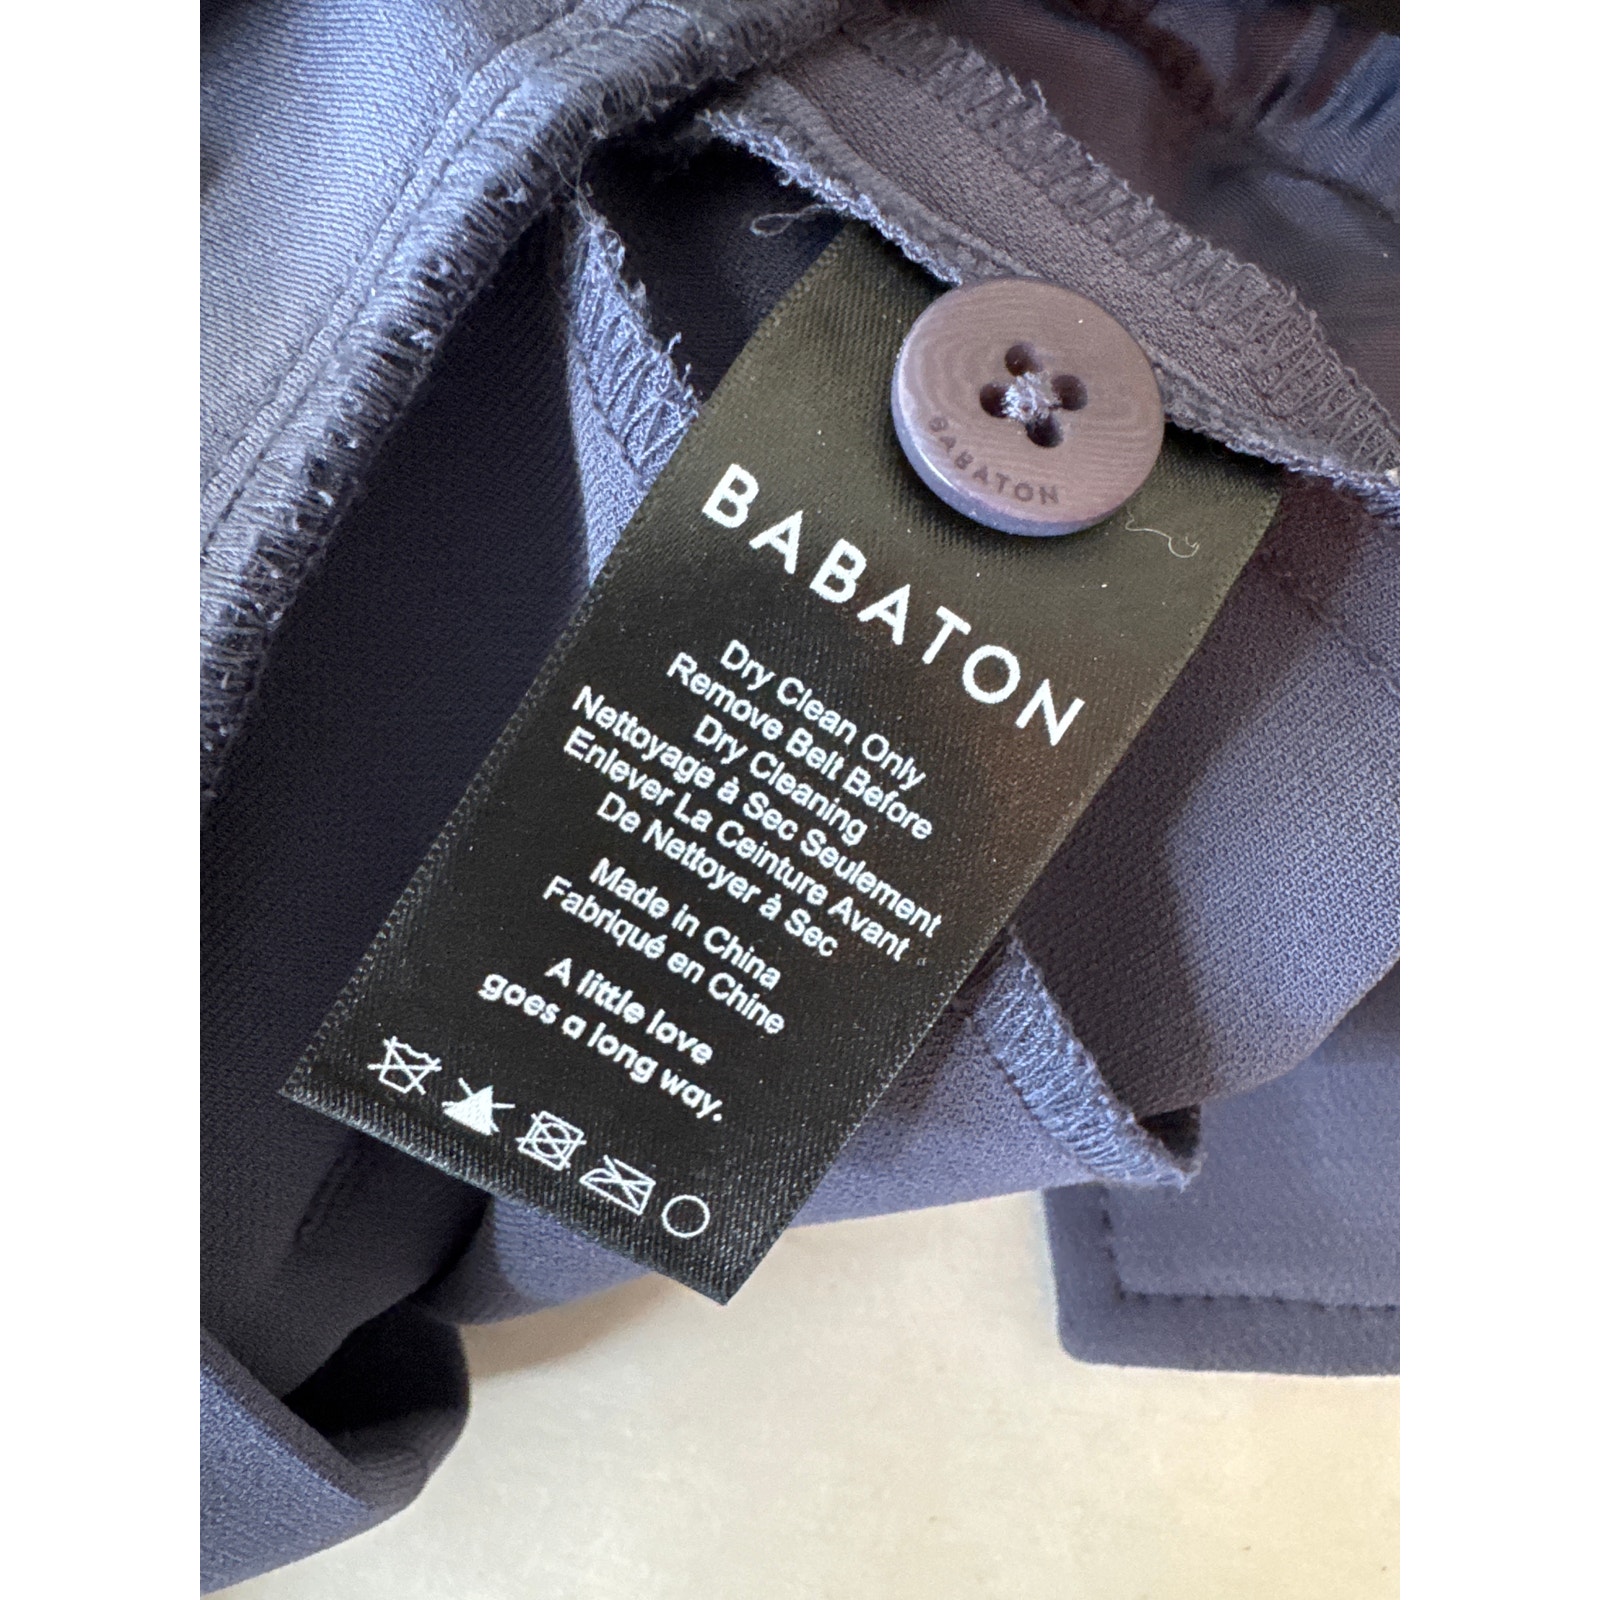 BABATON
BABATON
Dry Clean Only
Remove Belt Before
Dry Cleaning
Nettoyage à Sec Seulement
Enlever La Ceinture Avant
De Nettoyer à Sec
Made In China
Fabriqué en Chine
A little love
goes a long way.